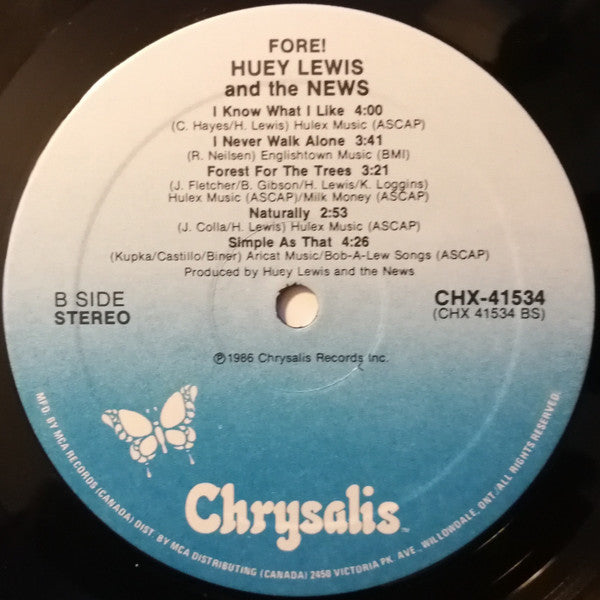 FORE!
HUEY LEWIS
and the NEWS
I Know What I Like 4:00
(C. Hayes/H. Lewis) Hulex Music (ASCAP)
I Never Walk Alone 3:41
(R. Neilsen) Englishtown Music (BMI)
Forest For The Trees 3:21
(J. Fletcher/B. Gibson/H. Lewis/K. Loggins)
Hulex Music (ASCAP)/Milk Money (ASCAP)
Naturally 2:53
(J. Colla/H. Lewis) Hulex Music (ASCAP)
Simple As That 4:26
(Kupka/Castillo/Biner) Aricat Music/Bob-A-Lew Songs (ASCAP)
Produced by Huey Lewis and the News
B SIDE
STEREO
CHX-41534
(CHX 41534 BS)
℗1986 Chrysalis Records Inc.
Chrysalis™
MFD. BY MCA RECORDS (CANADA) DIST. BY MCA DISTRIBUTING (CANADA) 2450 VICTORIA PK. AVE., WILLOWDALE, ONT. ALL RIGHTS RESERVED.